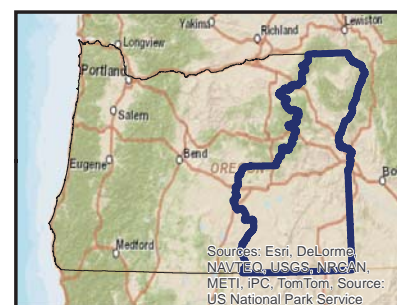 Yakima
Lewiston
Richland
Longview
Portland
Salem
Eugene
Bend
OREGON
Bo
Medford
Sources: Esri, DeLorme,
NAVTEQ, USGS, NRCAN,
METI, iPC, TomTom, Source:
US National Park Service